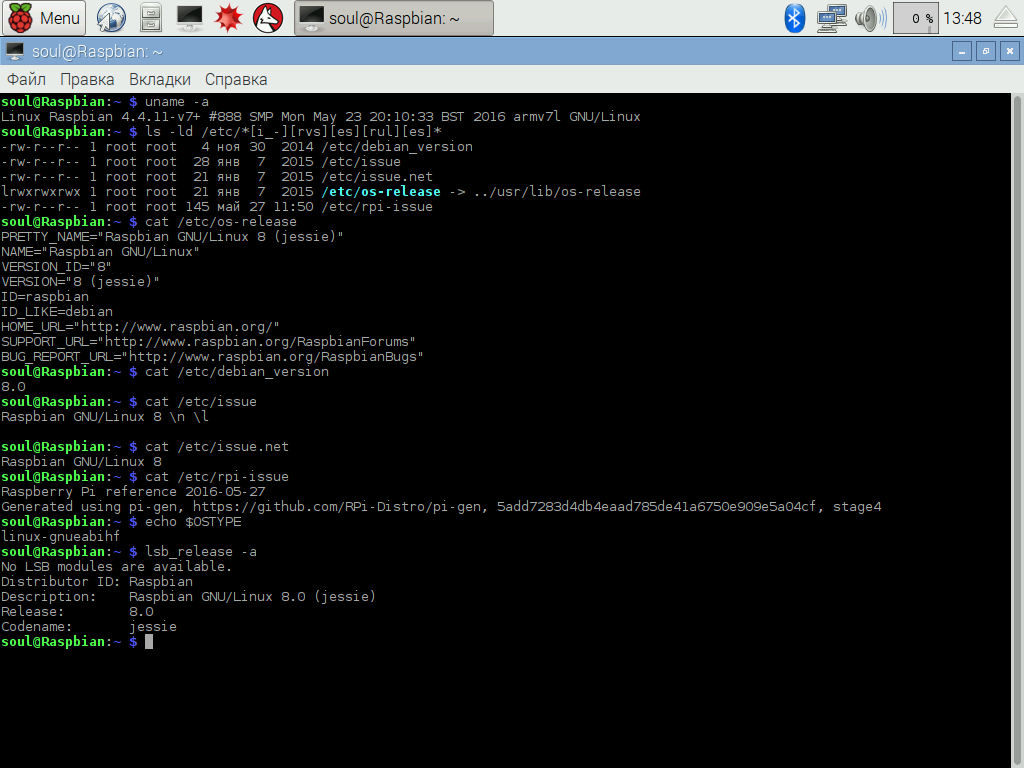 Menu soul@Raspbian: ~ 0 % 13:48
soul@Raspbian: ~
Файл Правка Вкладки Справка
soul@Raspbian:~ $ uname -a
Linux Raspbian 4.4.11-v7+ #888 SMP Mon May 23 20:10:33 BST 2016 armv7l GNU/Linux
soul@Raspbian:~ $ ls -ld /etc/*[i_-][rvs][es][rul][es]*
-rw-r--r-- 1 root root   4 ноя 30  2014 /etc/debian_version
-rw-r--r-- 1 root root  28 янв  7  2015 /etc/issue
-rw-r--r-- 1 root root  21 янв  7  2015 /etc/issue.net
lrwxrwxrwx 1 root root  21 янв  7  2015 /etc/os-release -> ../usr/lib/os-release
-rw-r--r-- 1 root root 145 май 27 11:50 /etc/rpi-issue
soul@Raspbian:~ $ cat /etc/os-release
PRETTY_NAME="Raspbian GNU/Linux 8 (jessie)"
NAME="Raspbian GNU/Linux"
VERSION_ID="8"
VERSION="8 (jessie)"
ID=raspbian
ID_LIKE=debian
HOME_URL="http://www.raspbian.org/"
SUPPORT_URL="http://www.raspbian.org/RaspbianForums"
BUG_REPORT_URL="http://www.raspbian.org/RaspbianBugs"
soul@Raspbian:~ $ cat /etc/debian_version
8.0
soul@Raspbian:~ $ cat /etc/issue
Raspbian GNU/Linux 8 \n \l
soul@Raspbian:~ $ cat /etc/issue.net
Raspbian GNU/Linux 8
soul@Raspbian:~ $ cat /etc/rpi-issue
Raspberry Pi reference 2016-05-27
Generated using pi-gen, https://github.com/RPi-Distro/pi-gen, 5add7283d4db4eaad785de41a6750e909e5a04cf, stage4
soul@Raspbian:~ $ echo $OSTYPE
linux-gnueabihf
soul@Raspbian:~ $ lsb_release -a
No LSB modules are available.
Distributor ID: Raspbian
Description:    Raspbian GNU/Linux 8.0 (jessie)
Release:        8.0
Codename:       jessie
soul@Raspbian:~ $